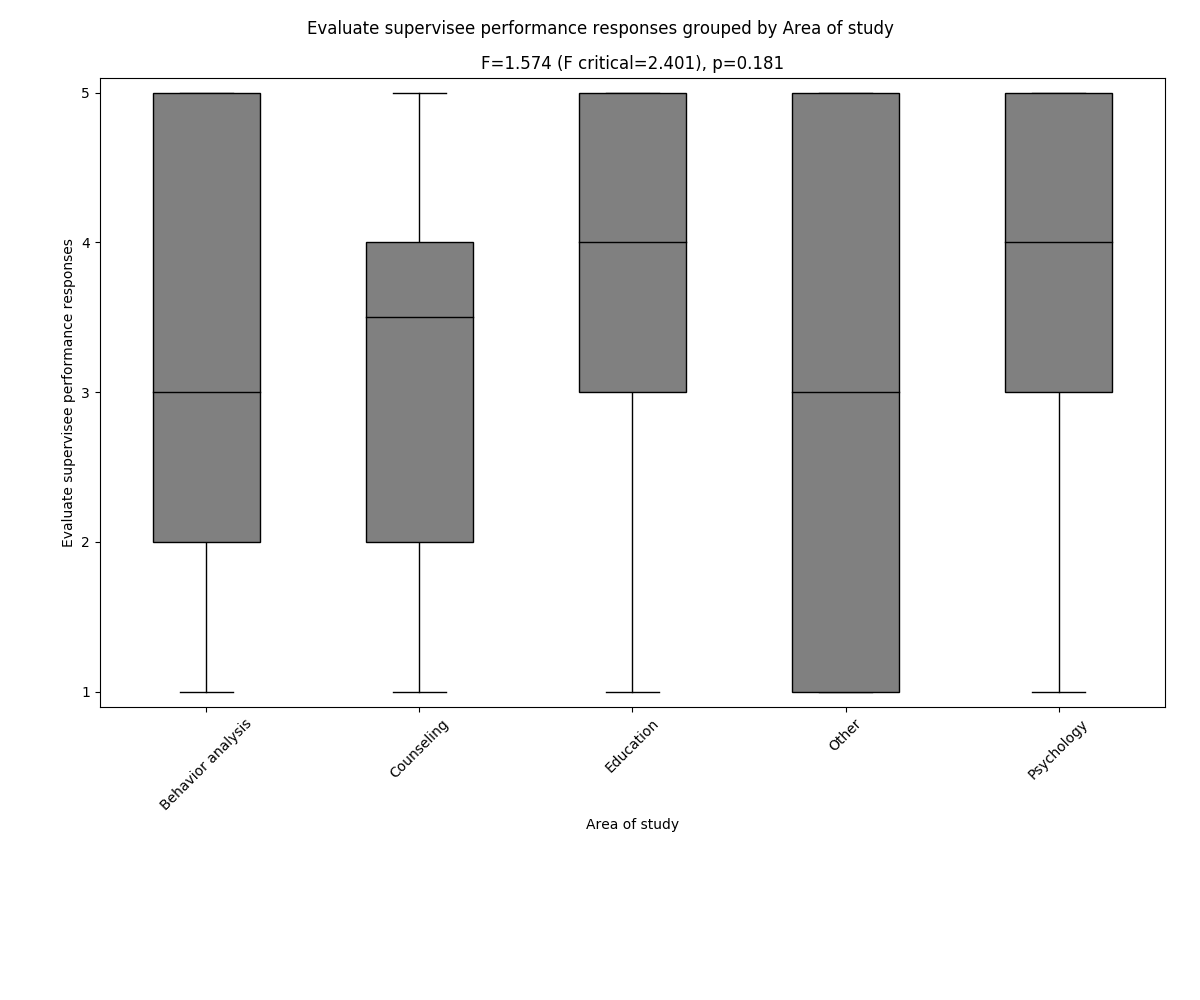 Evaluate supervisee performance responses grouped by Area of study
F=1.574 (F critical=2.401), p=0.181
Evaluate supervisee performance responses
5
4
3
2
1
Behavior analysis
Counseling
Education
Other
Psychology
Area of study